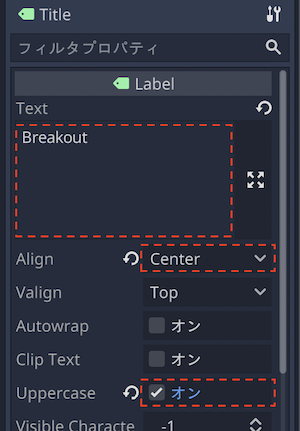 Title
フィルタプロパティ
Label
Text
Breakout
Align Center
Valign Top
Autowrap オン
Clip Text オン
Uppercase オン
Visible Characte -1